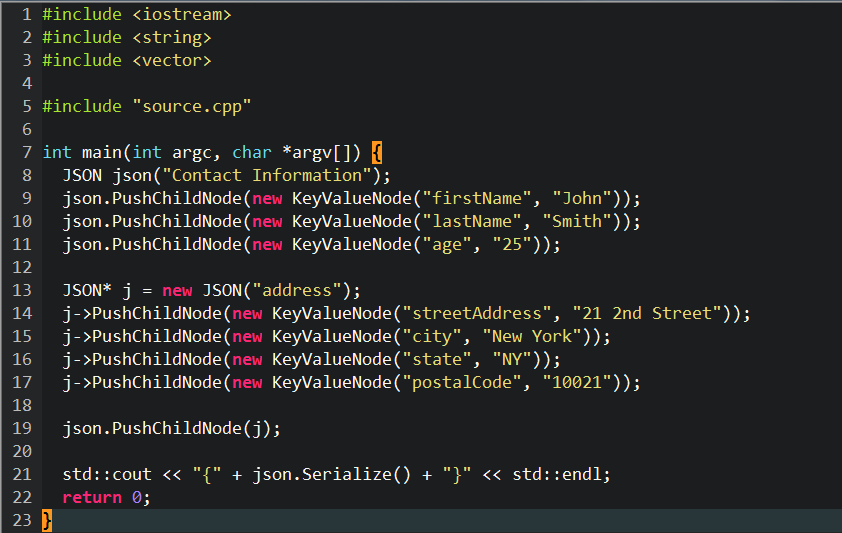 1 #include <iostream>
2 #include <string>
3 #include <vector>
4
5 #include "source.cpp"
6
7 int main(int argc, char *argv[]) {
8   JSON json("Contact Information");
9   json.PushChildNode(new KeyValueNode("firstName", "John"));
10   json.PushChildNode(new KeyValueNode("lastName", "Smith"));
11   json.PushChildNode(new KeyValueNode("age", "25"));
12
13   JSON* j = new JSON("address");
14   j->PushChildNode(new KeyValueNode("streetAddress", "21 2nd Street"));
15   j->PushChildNode(new KeyValueNode("city", "New York"));
16   j->PushChildNode(new KeyValueNode("state", "NY"));
17   j->PushChildNode(new KeyValueNode("postalCode", "10021"));
18
19   json.PushChildNode(j);
20
21   std::cout << "{" + json.Serialize() + "}" << std::endl;
22   return 0;
23 }